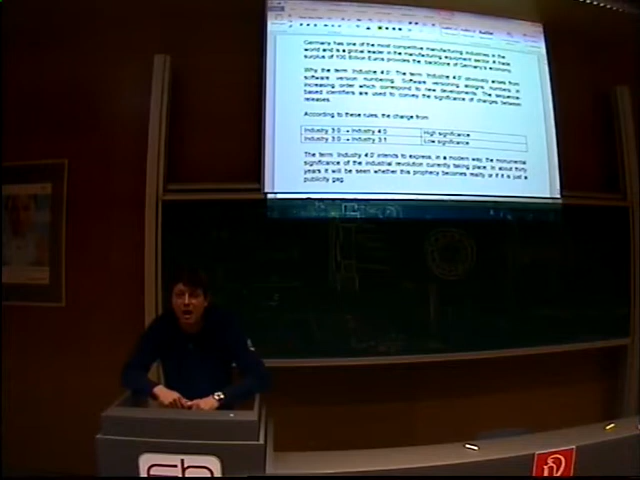 Germany has one of the most competitive manufacturing industries in the
world and is a global leader in the manufacturing equipment sector. A trade
surplus of 100 Billion Euros provides the backbone of Germany's economy.
Why the term 'Industry 4.0'. The term 'Industry 4.0' obviously arises from
software version numbering. Software versioning assigns numbers in
increasing order which correspond to new developments. The sequence
based identifiers are used to convey the significance of changes between
releases.
According to these rules, the change from
Industry 3.0 → Industry 4.0 High significance
Industry 3.0 → Industry 3.1 Low significance
The term 'Industry 4.0' intends to express, in a modern way, the monumental
significance of the industrial revolution currently taking place. In about forty
years it will be seen whether this prophecy becomes reality or if it is just a
publicity gag.